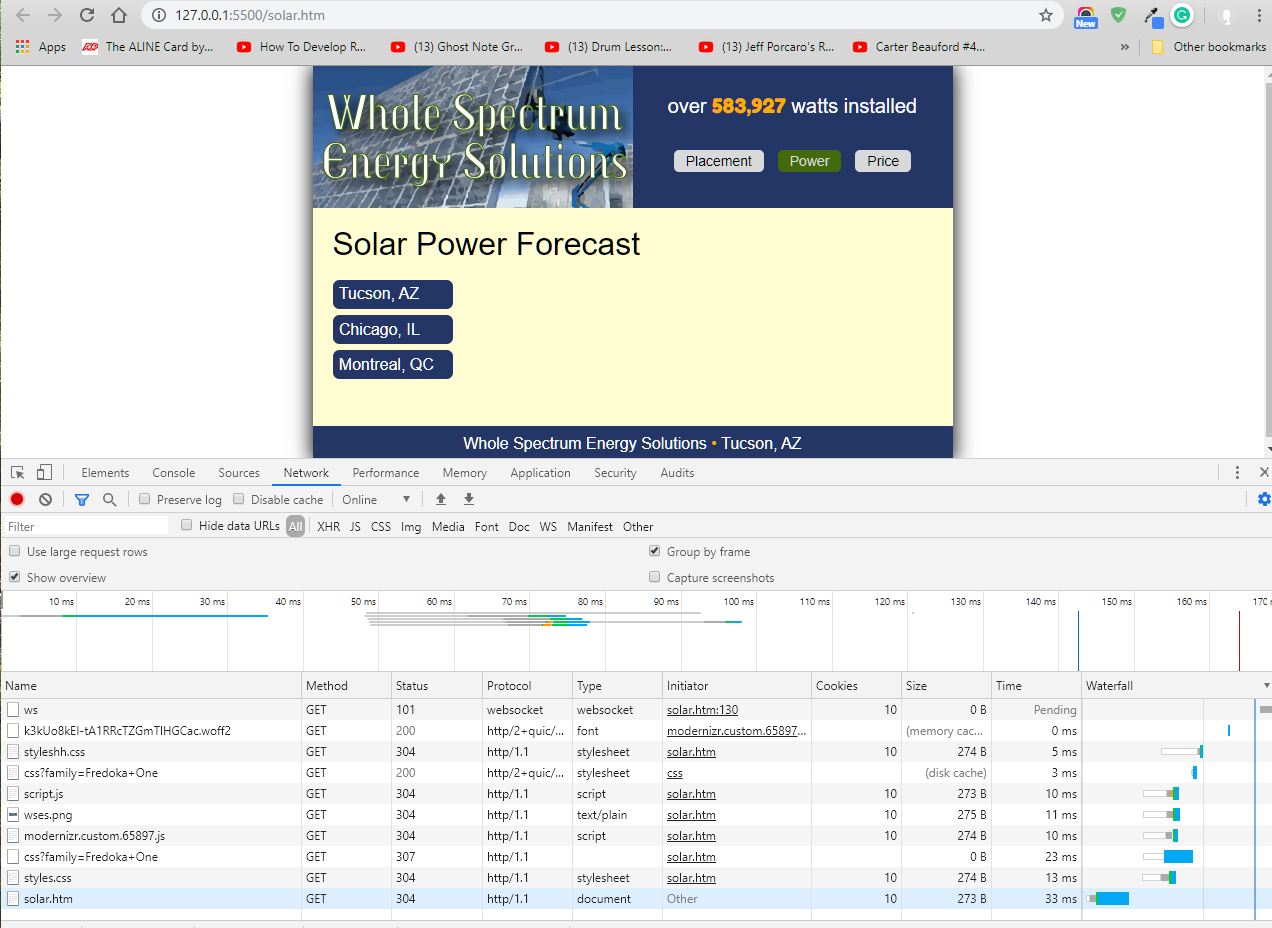 127.0.0.1:5500/solar.htm
New
Apps The ALINE Card by... How To Develop R... (13) Ghost Note Gr... (13) Drum Lesson:... (13) Jeff Porcaro's R... Carter Beauford #4... » Other bookmarks
Whole Spectrum
Energy Solutions
over 583,927 watts installed
Placement Power Price
Solar Power Forecast
Tucson, AZ
Chicago, IL
Montreal, QC
Whole Spectrum Energy Solutions • Tucson, AZ
Elements Console Sources Network Performance Memory Application Security Audits
Preserve log Disable cache Online
Filter Hide data URLs All XHR JS CSS Img Media Font Doc WS Manifest Other
Use large request rows Group by frame
Show overview Capture screenshots
10 ms 20 ms 30 ms 40 ms 50 ms 60 ms 70 ms 80 ms 90 ms 100 ms 110 ms 120 ms 130 ms 140 ms 150 ms 160 ms 170 m
Name Method Status Protocol Type Initiator Cookies Size Time Waterfall
ws GET 101 websocket websocket solar.htm:130 10 0 B Pending
k3kUo8kEI-tA1RRcTZGmTIHGCac.woff2 GET 200 http/2+quic/... font modernizr.custom.65897... (memory cac... 0 ms
styleshh.css GET 304 http/1.1 stylesheet solar.htm 10 274 B 5 ms
css?family=Fredoka+One GET 200 http/2+quic/... stylesheet css (disk cache) 3 ms
script.js GET 304 http/1.1 script solar.htm 10 273 B 10 ms
wses.png GET 304 http/1.1 text/plain solar.htm 10 275 B 11 ms
modernizr.custom.65897.js GET 304 http/1.1 script solar.htm 10 274 B 10 ms
css?family=Fredoka+One GET 307 http/1.1 solar.htm 0 B 23 ms
styles.css GET 304 http/1.1 stylesheet solar.htm 10 274 B 13 ms
solar.htm GET 304 http/1.1 document Other 10 273 B 33 ms